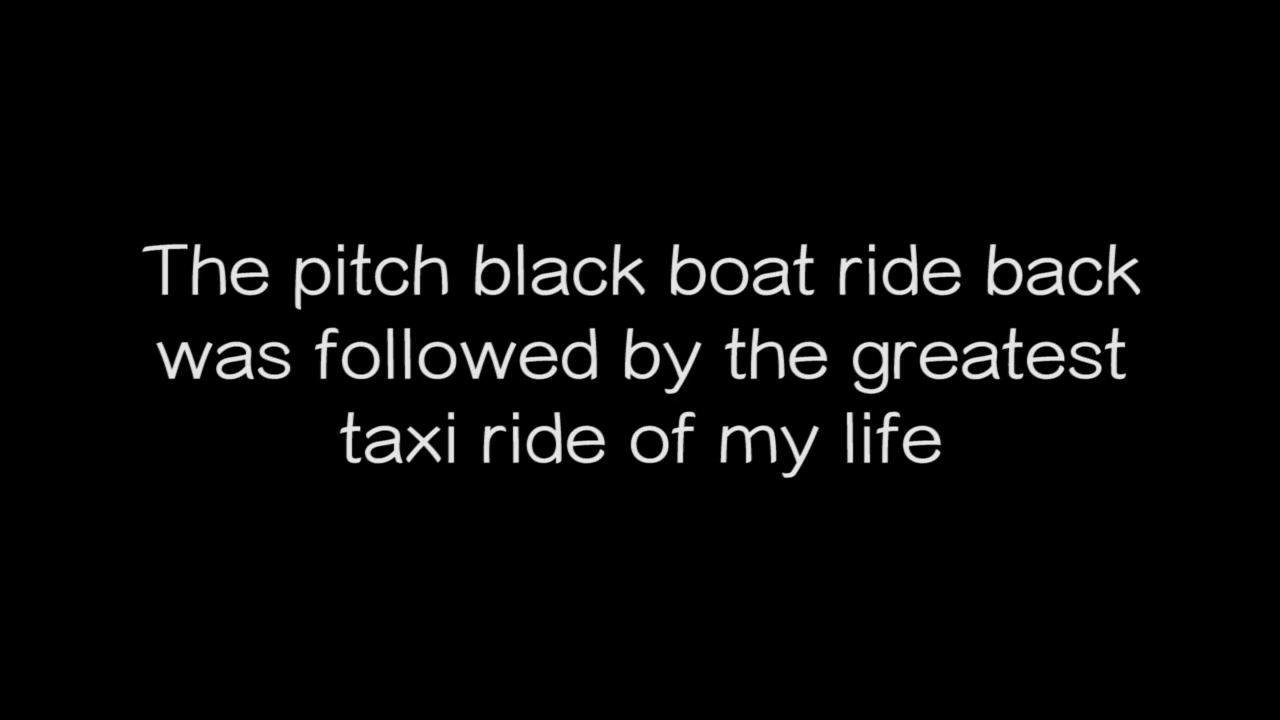 The pitch black boat ride back
was followed by the greatest
taxi ride of my life